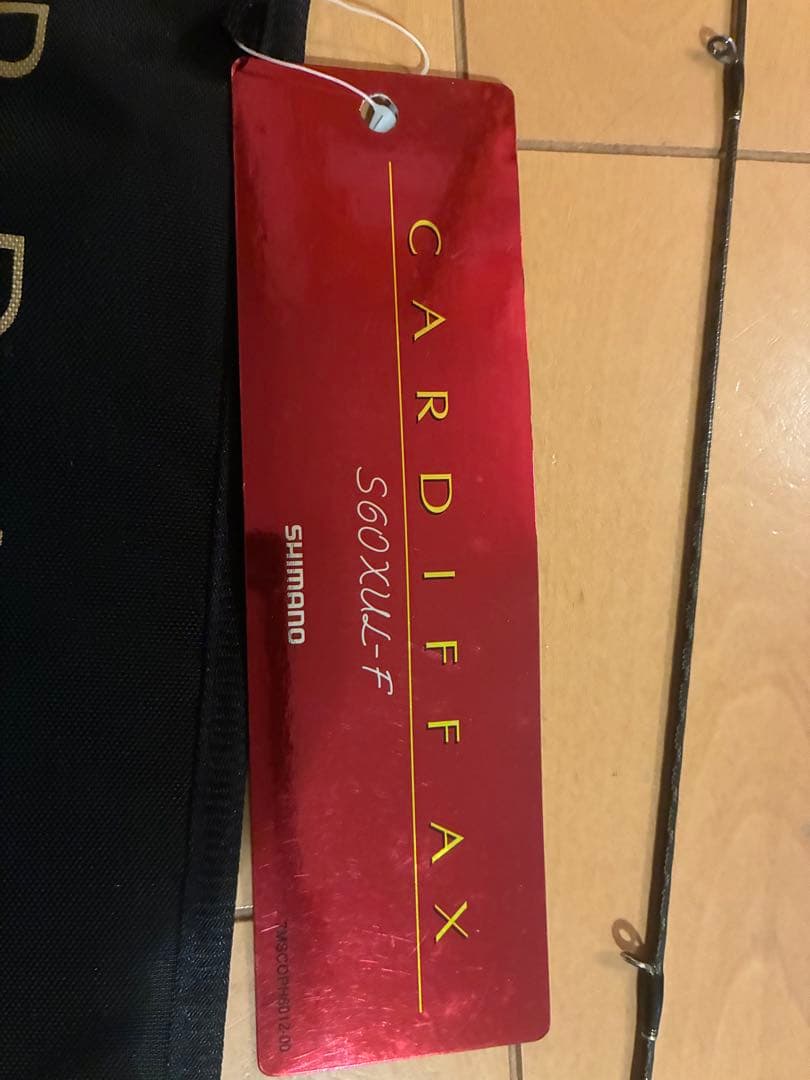 CARDIFF AX
S60XUL-F
SHIMANO